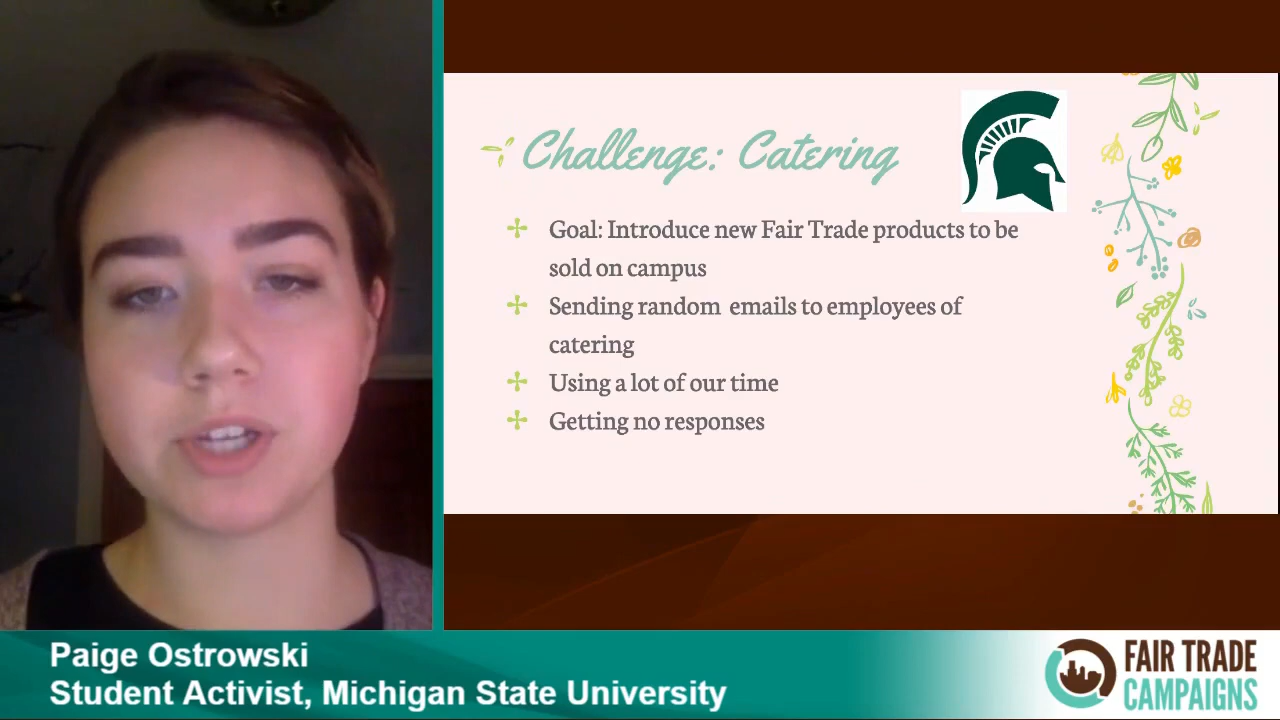 Challenge: Catering
Goal: Introduce new Fair Trade products to be
sold on campus
Sending random emails to employees of
catering
Using a lot of our time
Getting no responses
Paige Ostrowski
Student Activist, Michigan State University
FAIR TRADE
CAMPAIGNS